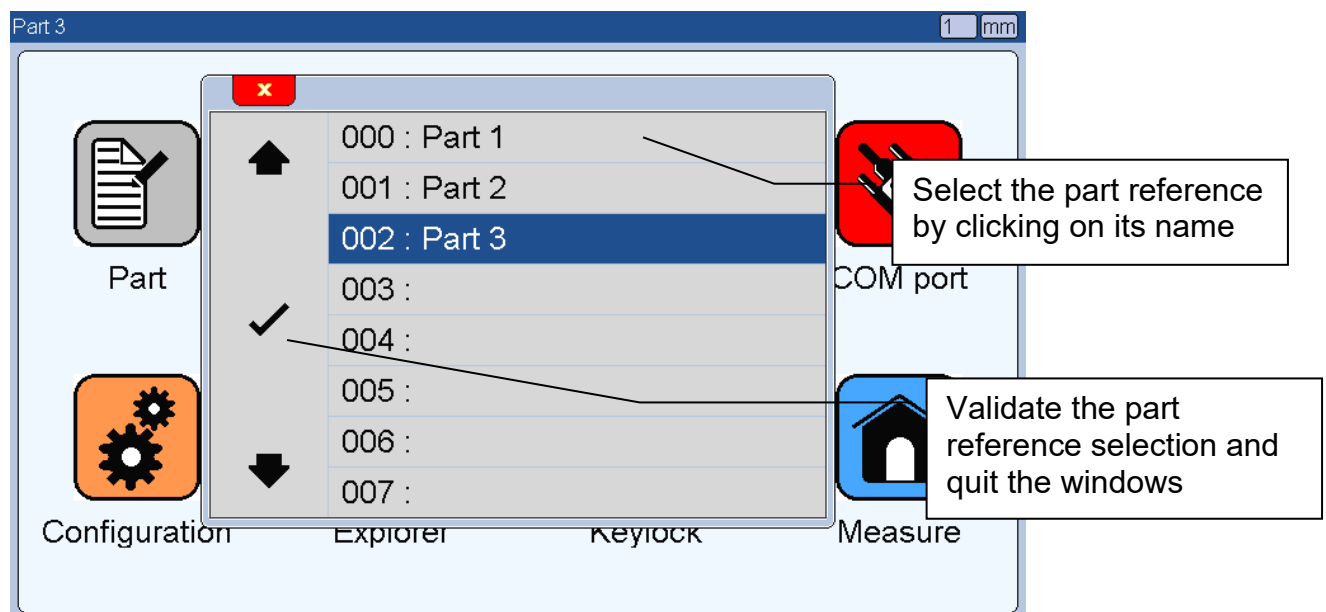 Part 3
1 mm
x
000 : Part 1
001 : Part 2
002 : Part 3
003 :
004 :
005 :
006 :
007 :
Select the part reference
by clicking on its name
Part
COM port
Validate the part
reference selection and
quit the windows
Configuration
Explorer
Keylock
Measure